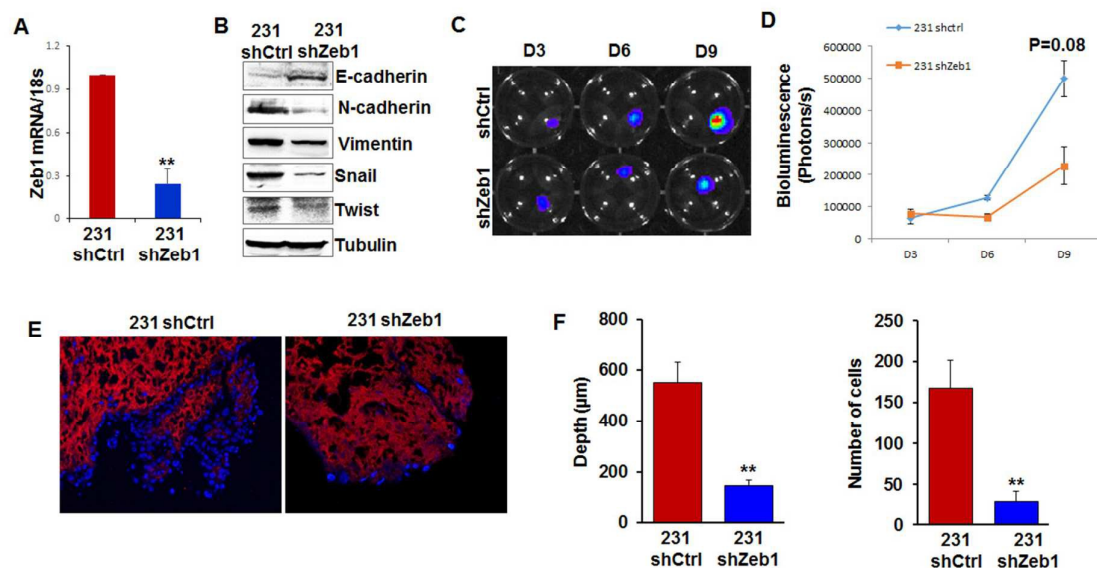 A
Zeb1 mRNA/18s
1.2
0.9
0.6
0.3
0
**
231
shCtrl
231
shZeb1
B
231
shCtrl
231
shZeb1
E-cadherin
N-cadherin
Vimentin
Snail
Twist
Tubulin
C
D3
D6
D9
shCtrl
shZeb1
D
231 shctrl
231 shZeb1
P=0.08
Bioluminescence
(Photons/s)
600000
500000
400000
300000
200000
100000
0
D3
D6
D9
E
231 shCtrl
231 shZeb1
F
Depth (µm)
800
600
400
200
0
**
231
shCtrl
231
shZeb1
Number of cells
250
200
150
100
50
0
**
231
shCtrl
231
shZeb1